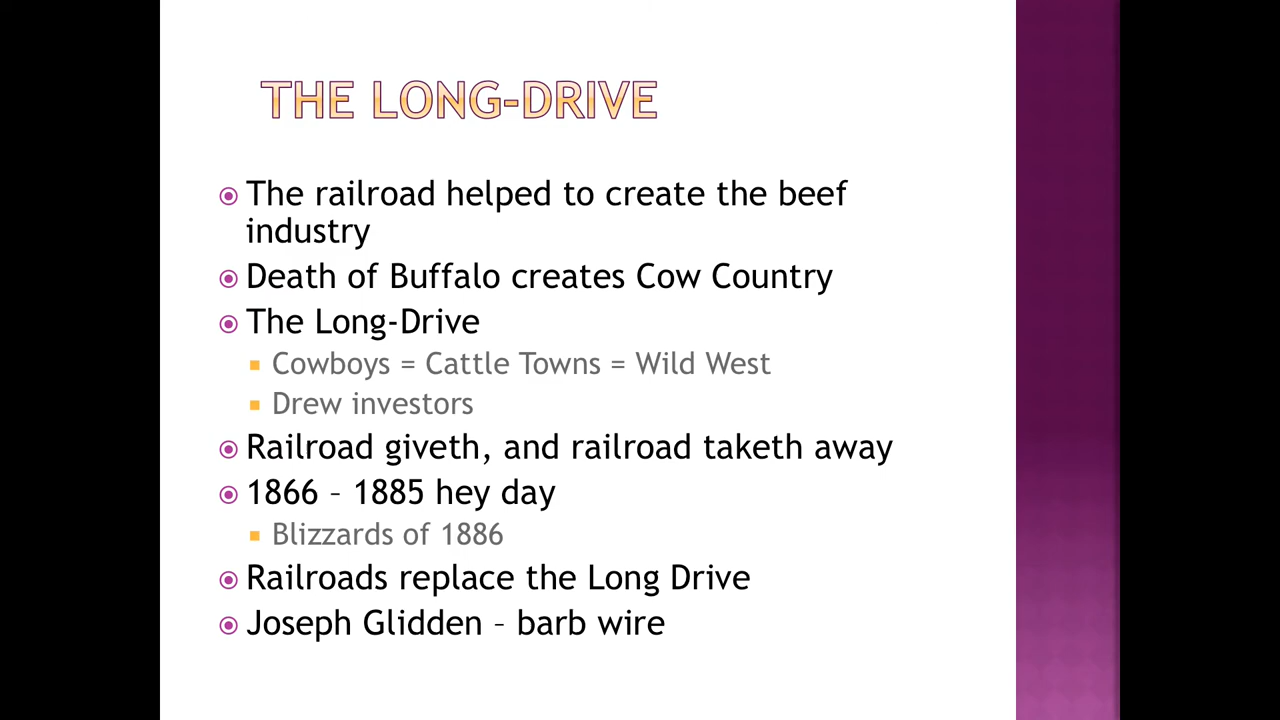 THE LONG-DRIVE
The railroad helped to create the beef
industry
Death of Buffalo creates Cow Country
The Long-Drive
Cowboys = Cattle Towns = Wild West
Drew investors
Railroad giveth, and railroad taketh away
1866 – 1885 hey day
Blizzards of 1886
Railroads replace the Long Drive
Joseph Glidden – barb wire